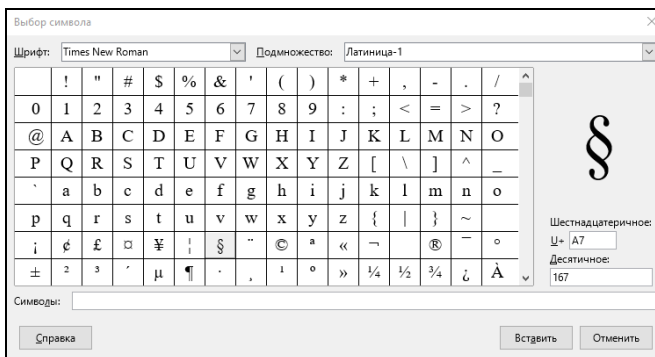 Выбор символа
Шрифт: Times New Roman Подмножество: Латиница-1
! " # $ % & ' ( ) * + , - . /
0 1 2 3 4 5 6 7 8 9 : ; < = > ?
@ A B C D E F G H I J K L M N O
P Q R S T U V W X Y Z [ \ ] ^ _
` a b c d e f g h i j k l m n o
p q r s t u v w x y z { | } ~
¡ ¢ £ ¤ ¥ ¦ § ¨ © ª « ¬ ® ¯ °
± ² ³ ´ µ ¶ · ¸ ¹ º » ¼ ½ ¾ ¿ À
§
Шестнадцатеричное:
U+ A7
Десятичное:
167
Символы:
Справка Вставить Отменить